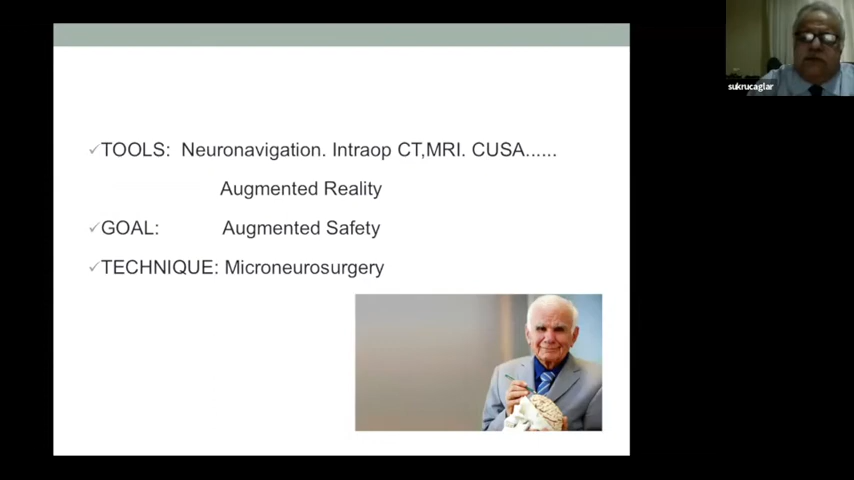 TOOLS: Neuronavigation. Intraop CT,MRI. CUSA......
Augmented Reality
GOAL: Augmented Safety
TECHNIQUE: Microneurosurgery
sukrucaglar